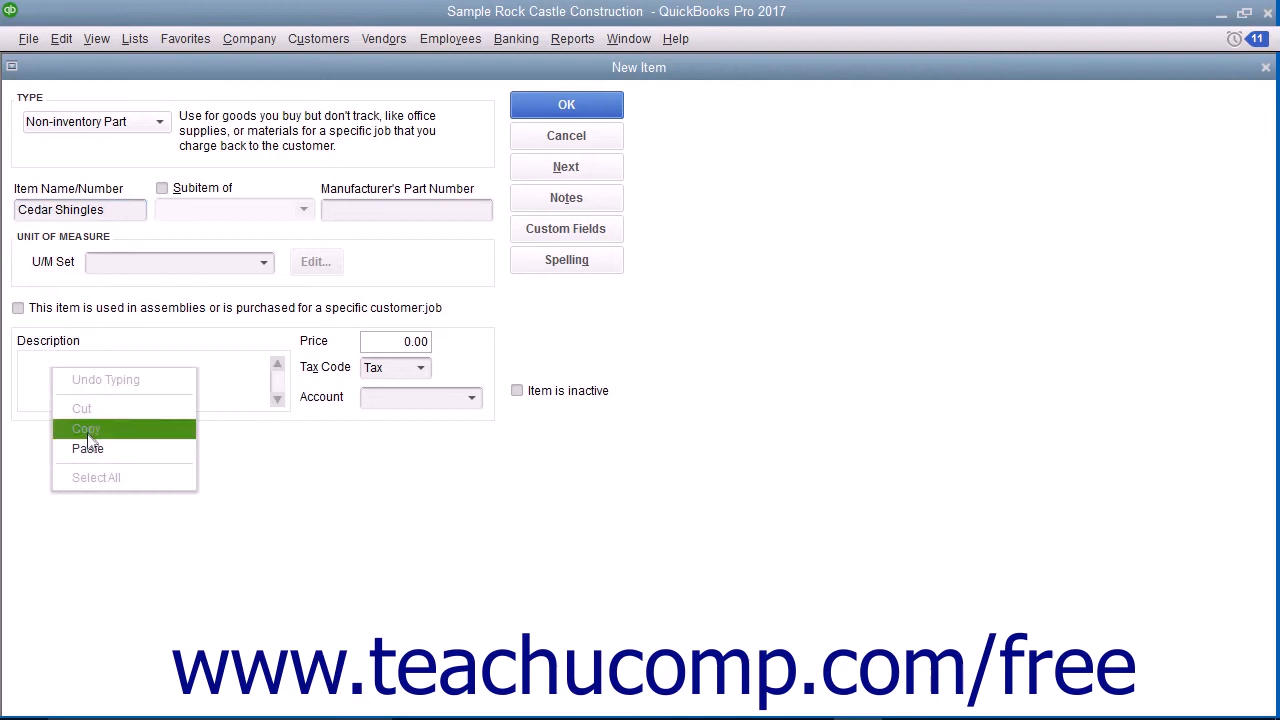 Sample Rock Castle Construction - QuickBooks Pro 2017
File Edit View Lists Favorites Company Customers Vendors Employees Banking Reports Window Help 11
New Item
TYPE
Non-inventory Part
Use for goods you buy but don't track, like office
supplies, or materials for a specific job that you
charge back to the customer.
OK
Cancel
Next
Notes
Custom Fields
Spelling
Item Name/Number
Subitem of
Manufacturer's Part Number
Cedar Shingles
UNIT OF MEASURE
U/M Set
Edit...
This item is used in assemblies or is purchased for a specific customer:job
Description
Price 0.00
Tax Code Tax
Account
Item is inactive
Undo Typing
Cut
Copy
Paste
Select All
www.teachucomp.com/free